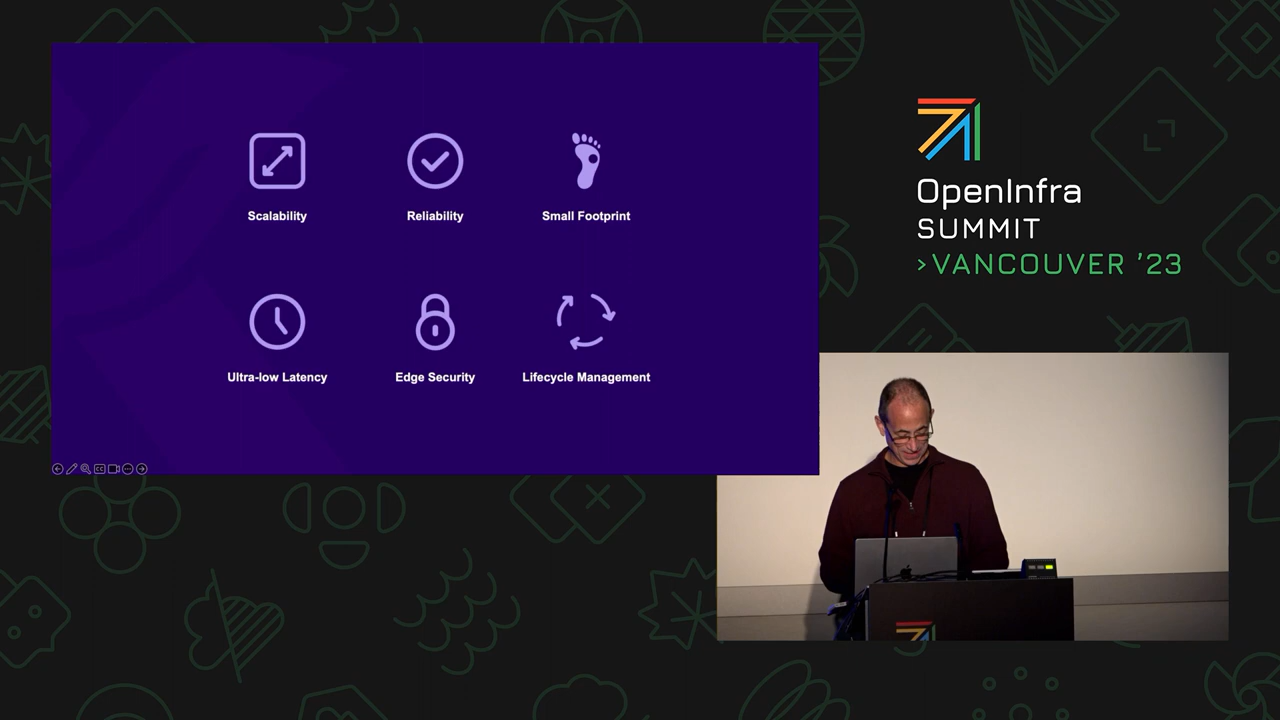 Scalability
Reliability
Small Footprint
Ultra-low Latency
Edge Security
Lifecycle Management
OpenInfra
SUMMIT
>VANCOUVER ’23